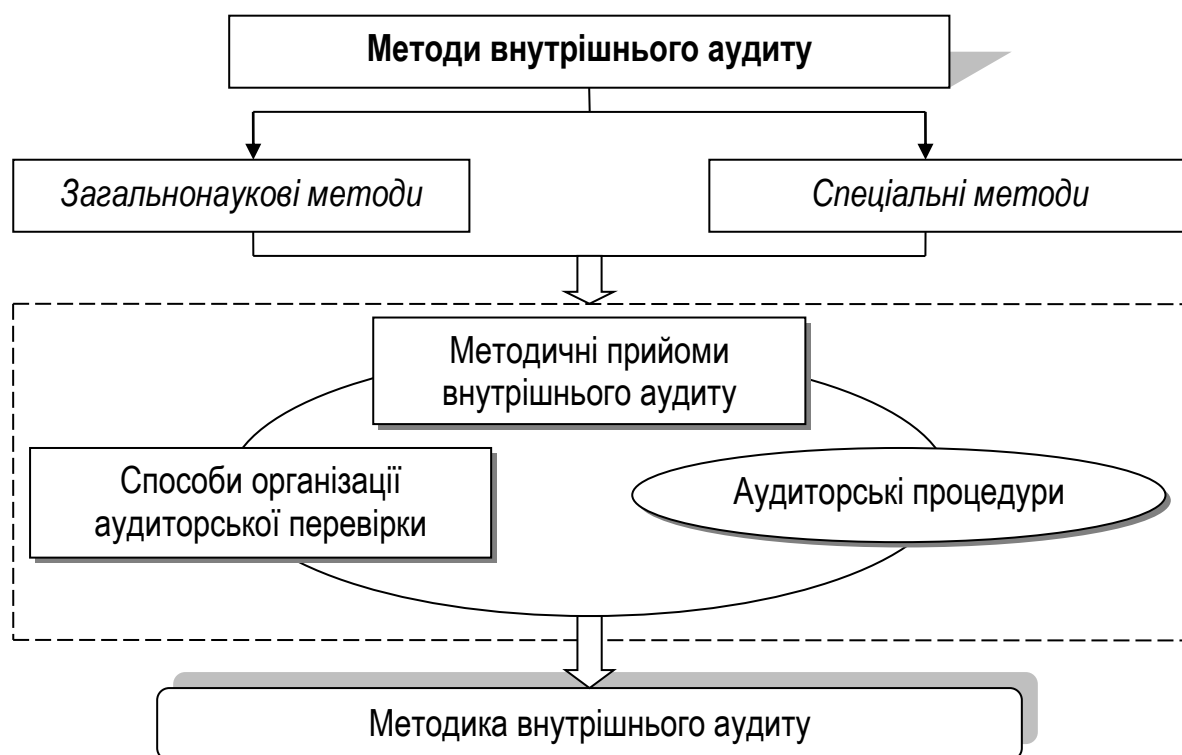 Методи внутрішнього аудиту
Загальнонаукові методи
Спеціальні методи
Методичні прийоми
внутрішнього аудиту
Способи організації
аудиторської перевірки
Аудиторські процедури
Методика внутрішнього аудиту